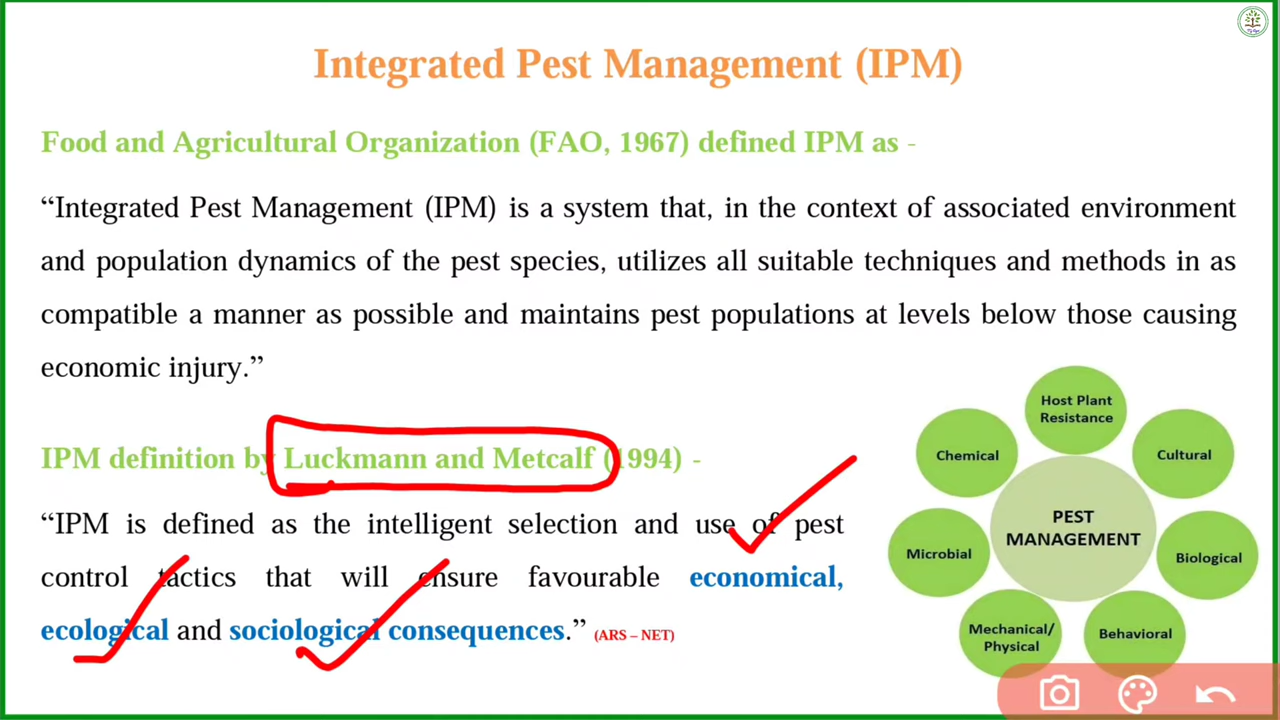 Integrated Pest Management (IPM)
Food and Agricultural Organization (FAO, 1967) defined IPM as -
“Integrated Pest Management (IPM) is a system that, in the context of associated environment
and population dynamics of the pest species, utilizes all suitable techniques and methods in as
compatible a manner as possible and maintains pest populations at levels below those causing
economic injury.”
IPM definition by Luckmann and Metcalf (1994) -
“IPM is defined as the intelligent selection and use of pest
control tactics that will ensure favourable economical,
ecological and sociological consequences.” (ARS – NET)
Host Plant
Resistance
Chemical
Cultural
PEST
MANAGEMENT
Microbial
Biological
Mechanical/
Physical
Behavioral